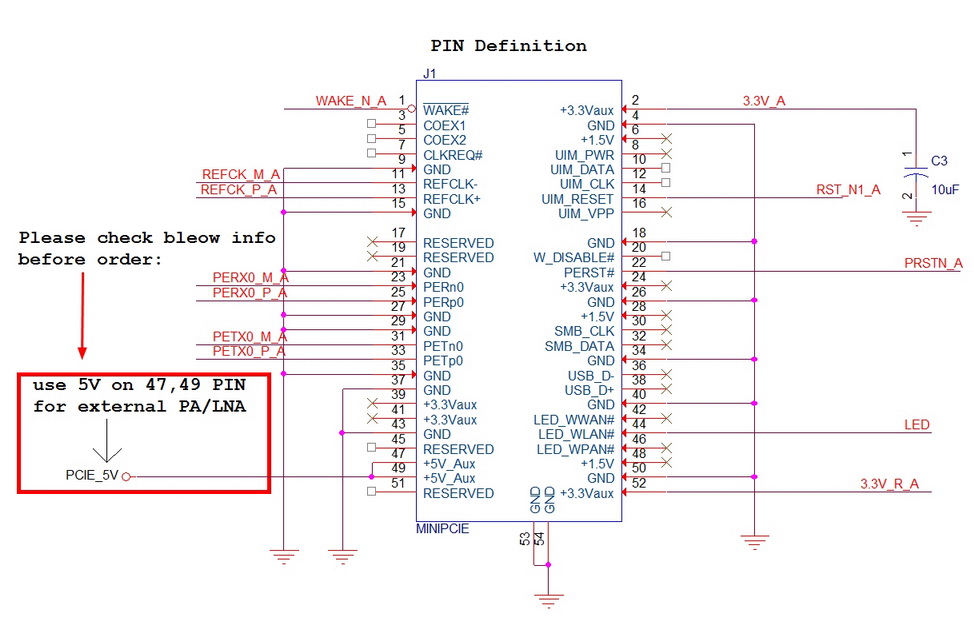 PIN Definition
J1
WAKE_N_A 1 WAKE# +3.3Vaux 2 3.3V_A
3 COEX1 GND 4
5 COEX2 +1.5V 6
7 CLKREQ# UIM_PWR 8
9 GND UIM_DATA 10
REFCK_M_A 11 REFCLK- UIM_CLK 12
REFCK_P_A 13 REFCLK+ UIM_RESET 14 RST_N1_A
15 GND UIM_VPP 16
1 C3
2 10uF
Please check bleow info
before order:
17 RESERVED GND 18
19 RESERVED W_DISABLE# 20
21 GND PERST# 22 PRSTN_A
PERX0_M_A 23 PERn0 +3.3Vaux 24
PERX0_P_A 25 PERp0 GND 26
27 GND +1.5V 28
29 GND SMB_CLK 30
PETX0_M_A 31 PETn0 SMB_DATA 32
PETX0_P_A 33 PETp0 GND 34
35 GND USB_D- 36
37 GND USB_D+ 38
39 +3.3Vaux GND 40
41 +3.3Vaux LED_WWAN# 42
43 GND LED_WLAN# 44 LED
45 RESERVED LED_WPAN# 46
47 +5V_Aux +1.5V 48
49 +5V_Aux GND 50
51 RESERVED +3.3Vaux 52 3.3V_R_A
use 5V on 47,49 PIN
for external PA/LNA
PCIE_5V
GND GND
MINIPCIE
53 54